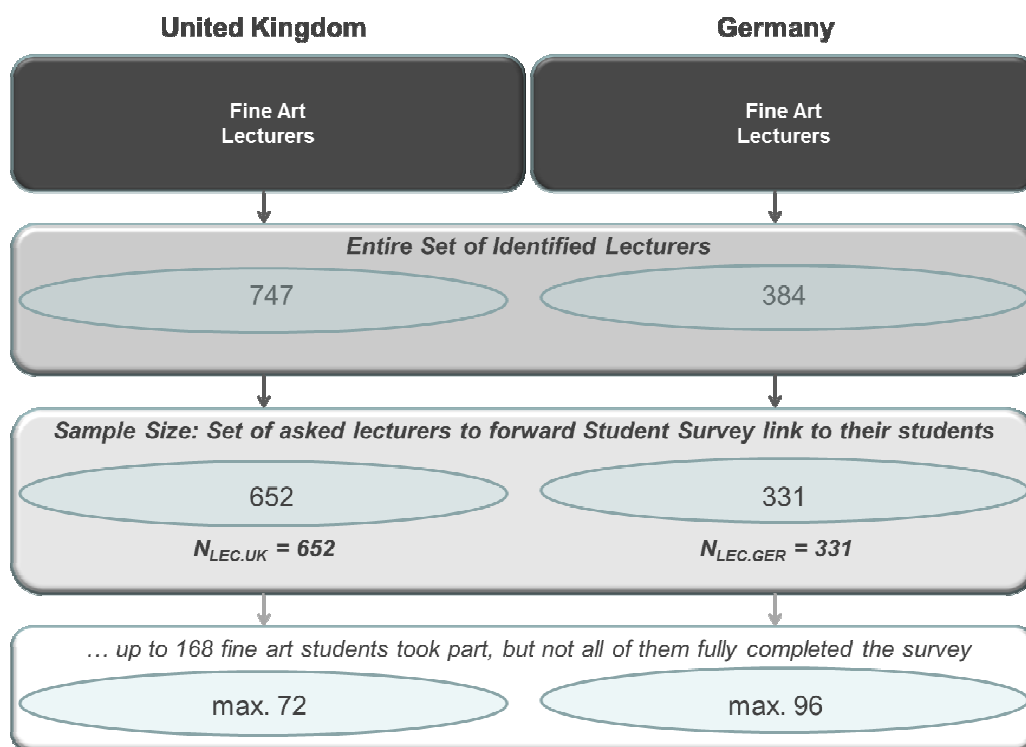 United Kingdom
Germany
Fine Art
Lecturers
Fine Art
Lecturers
Entire Set of Identified Lecturers
747
384
Sample Size: Set of asked lecturers to forward Student Survey link to their students
652
331
N LEC.UK = 652
N LEC.GER = 331
… up to 168 fine art students took part, but not all of them fully completed the survey
max. 72
max. 96